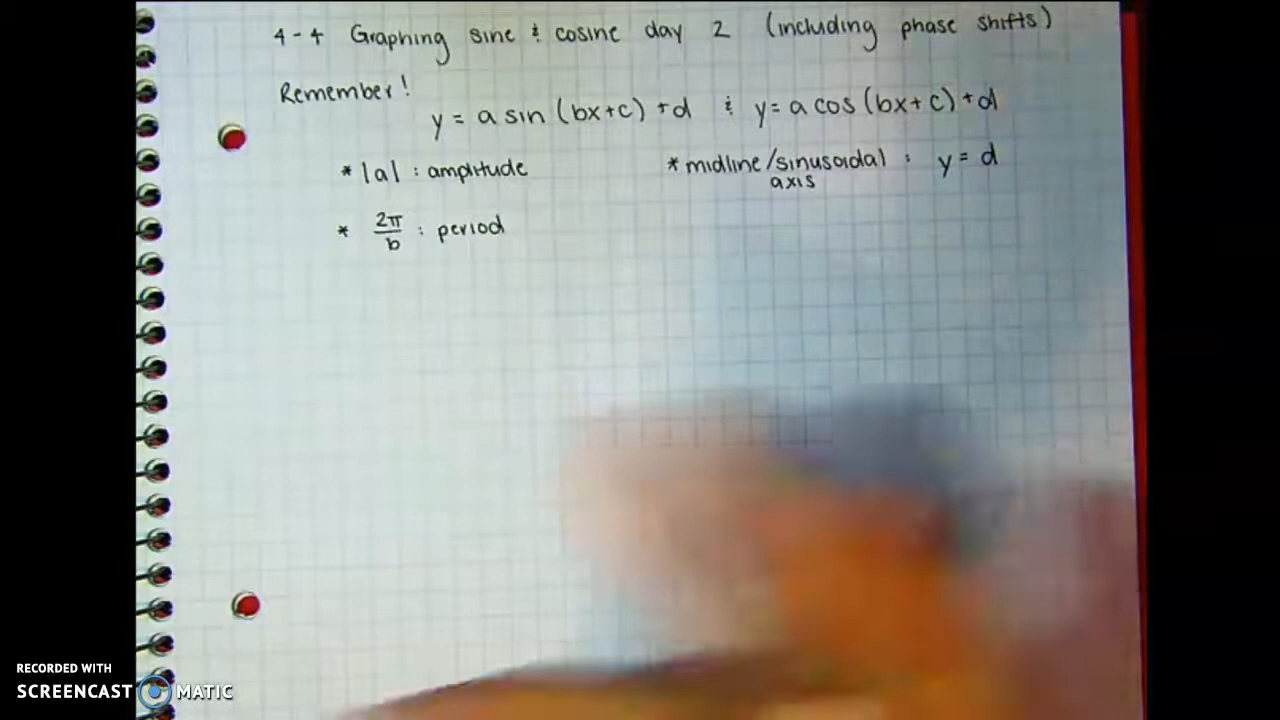 4-4 Graphing sine & cosine day 2 (including phase shifts)
Remember!
y = a sin (bx+c) + d & y = a cos (bx+c) + d
* |a| : amplitude * midline/sinusoidal : y = d
axis
* 2π/b : period
RECORDED WITH
SCREENCAST MATIC